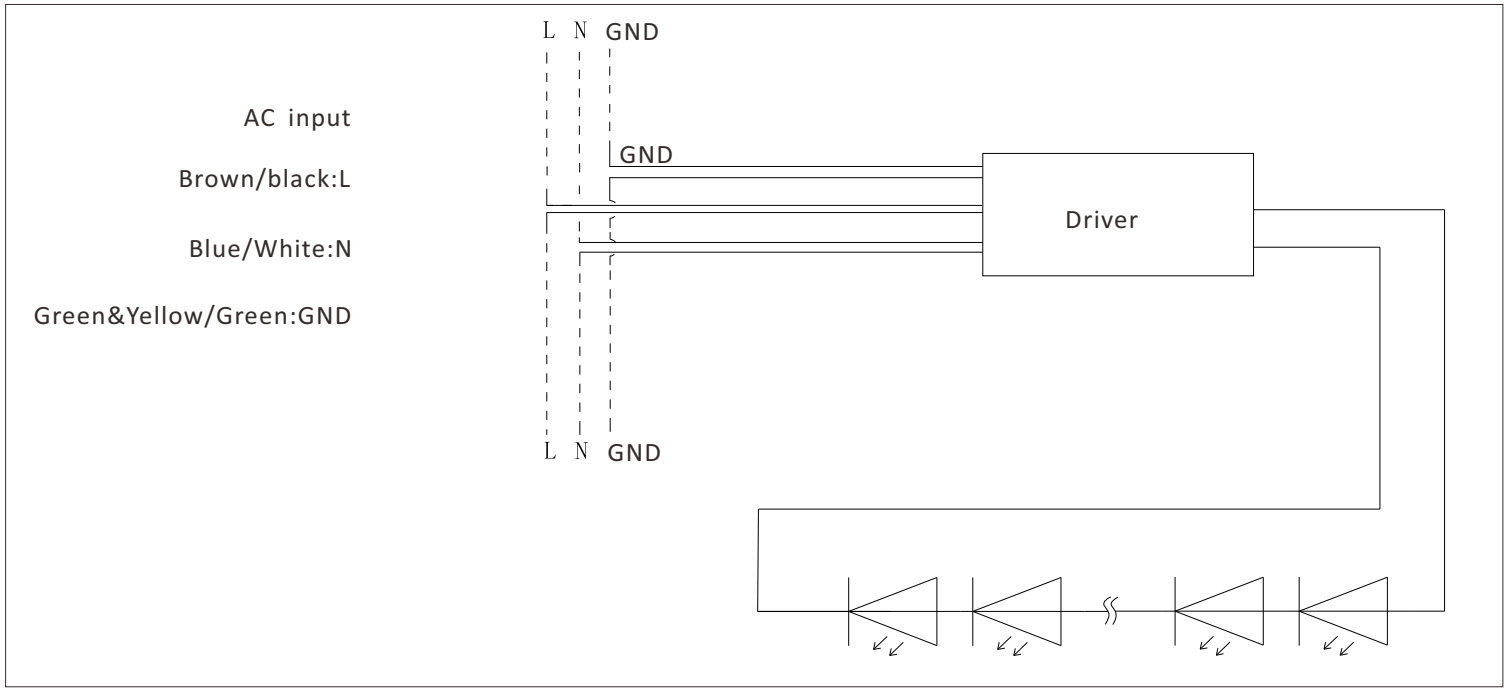 L N GND
AC input
GND
Brown/black:L
Driver
Blue/White:N
Green&Yellow/Green:GND
L N GND